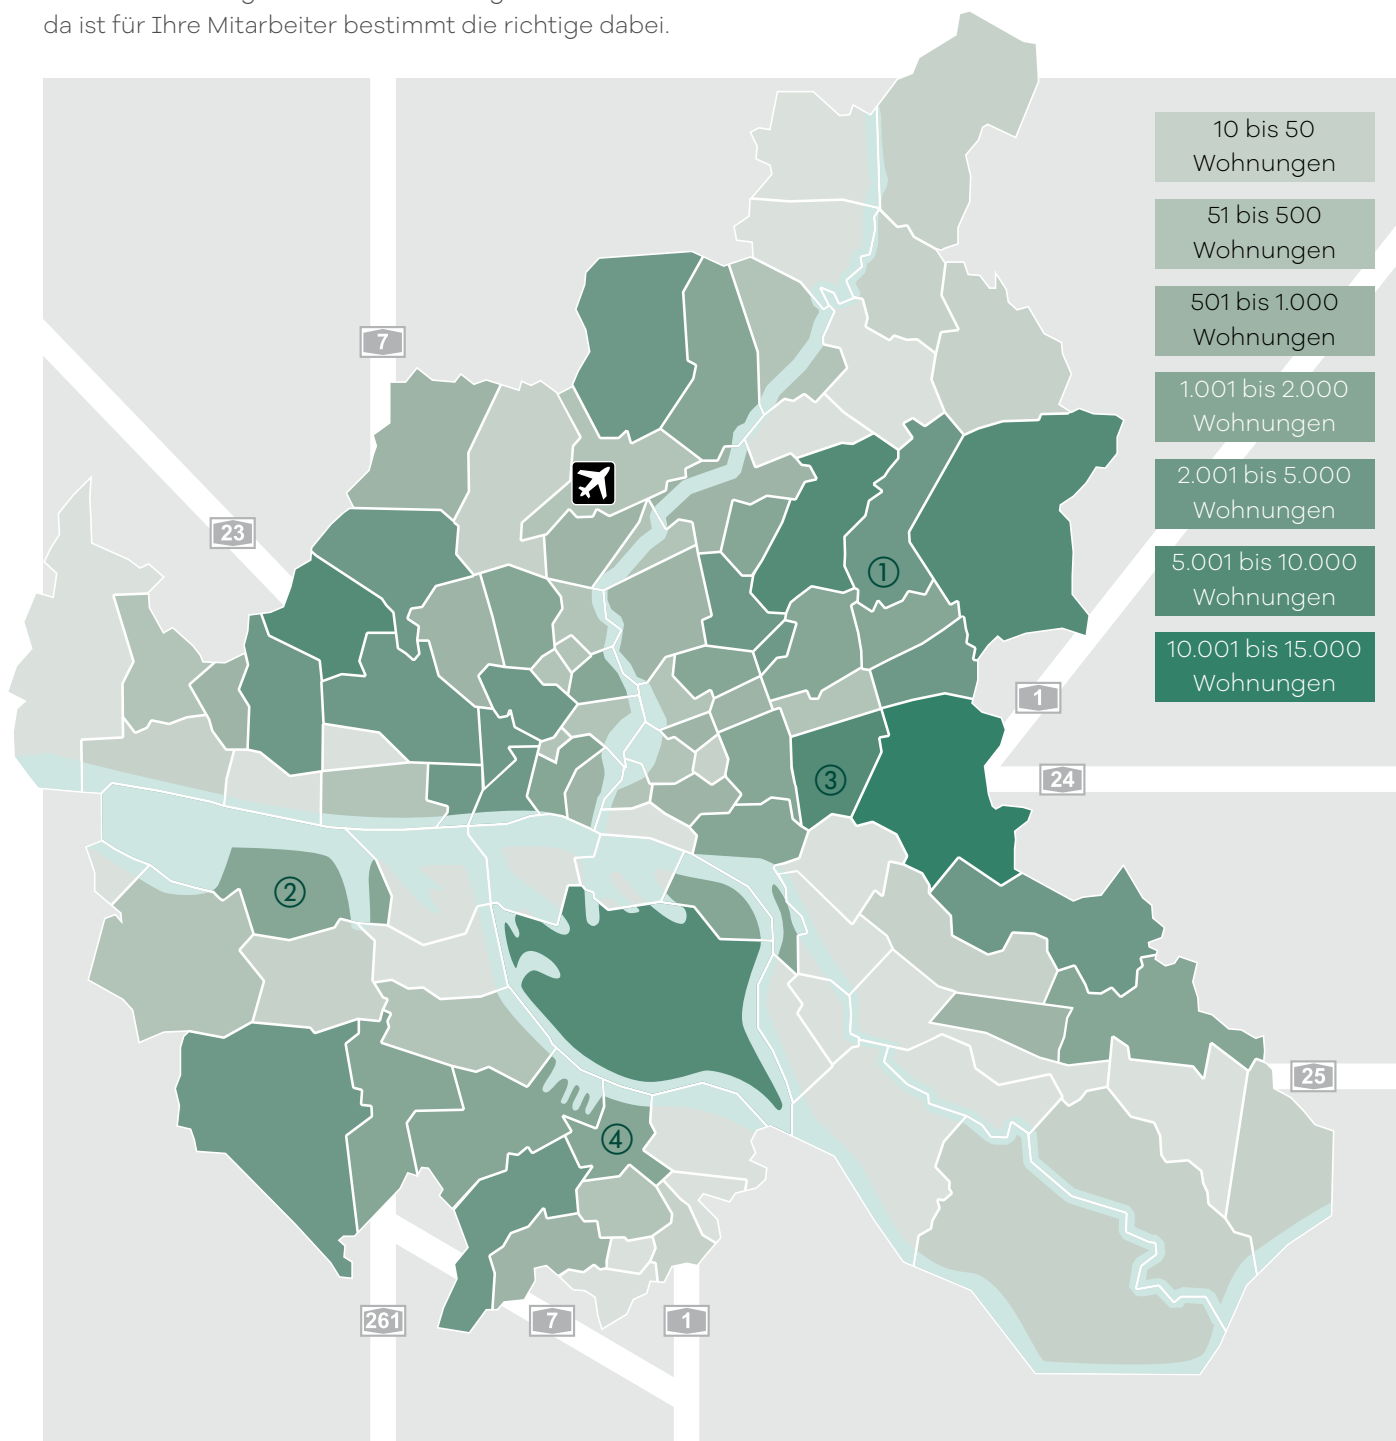 da ist für Ihre Mitarbeiter bestimmt die richtige dabei.
10 bis 50
Wohnungen
51 bis 500
Wohnungen
7
501 bis 1.000
Wohnungen
1.001 bis 2.000
Wohnungen
2.001 bis 5.000
Wohnungen
23
5.001 bis 10.000
Wohnungen
①
10.001 bis 15.000
Wohnungen
1
③
24
②
25
④
261
7
1